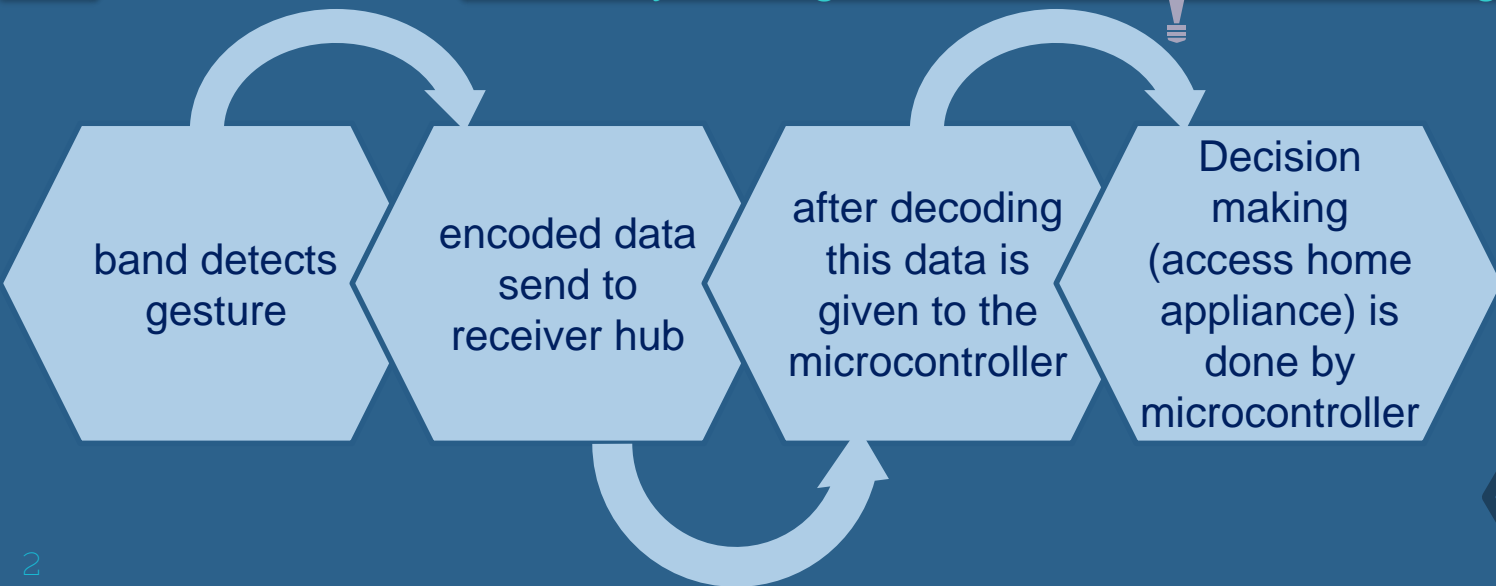 band detects
gesture
encoded data
send to
receiver hub
after decoding
this data is
given to the
microcontroller
Decision
making
(access home
appliance) is
done by
microcontroller
2